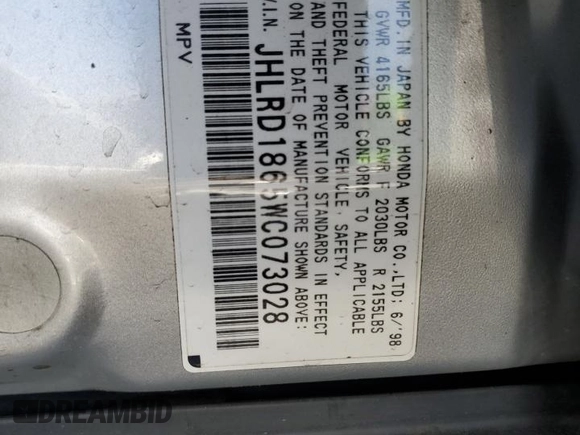 MFD. IN JAPAN BY HONDA MOTOR CO.,LTD; 6/'98
GVWR 4165LBS GAWR F 2030LBS R 2155LBS
THIS VEHICLE CONFORMS TO ALL APPLICABLE
FEDERAL MOTOR VEHICLE, SAFETY,
AND THEFT PREVENTION STANDARDS IN EFFECT
ON THE DATE OF MANUFACTURE SHOWN ABOVE:
V.I.N. JHLRD1865WC073028
MPV
DREAMBID